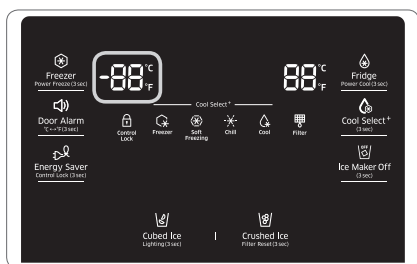 Freezer
Power Freeze (3 sec)
-88 °C
°F
88 °C
°F
Fridge
Power Cool (3 sec)
Cool Select+
Door Alarm
°C↔°F (3 sec)
Control
Lock
Freezer
Soft
Freezing
Chill
Cool
Filter
Cool Select+
(3 sec)
Energy Saver
Control Lock (3 sec)
OFF
Ice Maker Off
(3 sec)
Cubed Ice
Lighting (3 sec)
Crushed Ice
Filter Reset (3 sec)